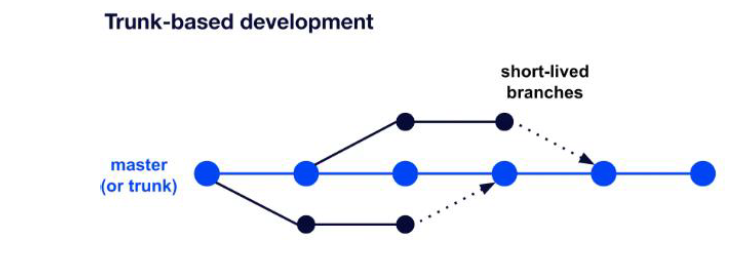 Trunk-based development
short-lived
branches
master
(or trunk)